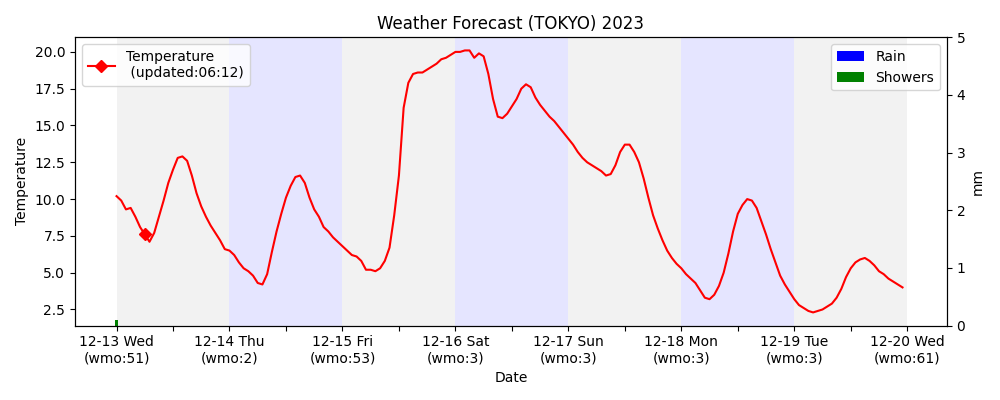 Weather Forecast (TOKYO) 2023
Temperature
(updated:06:12)
Rain
Showers
20.0
17.5
15.0
12.5
10.0
7.5
5.0
2.5
Temperature
5
4
3
2
1
0
mm
12-13 Wed 12-14 Thu 12-15 Fri 12-16 Sat 12-17 Sun 12-18 Mon 12-19 Tue 12-20 Wed
(wmo:51) (wmo:2) (wmo:53) (wmo:3) (wmo:3) (wmo:3) (wmo:3) (wmo:61)
Date